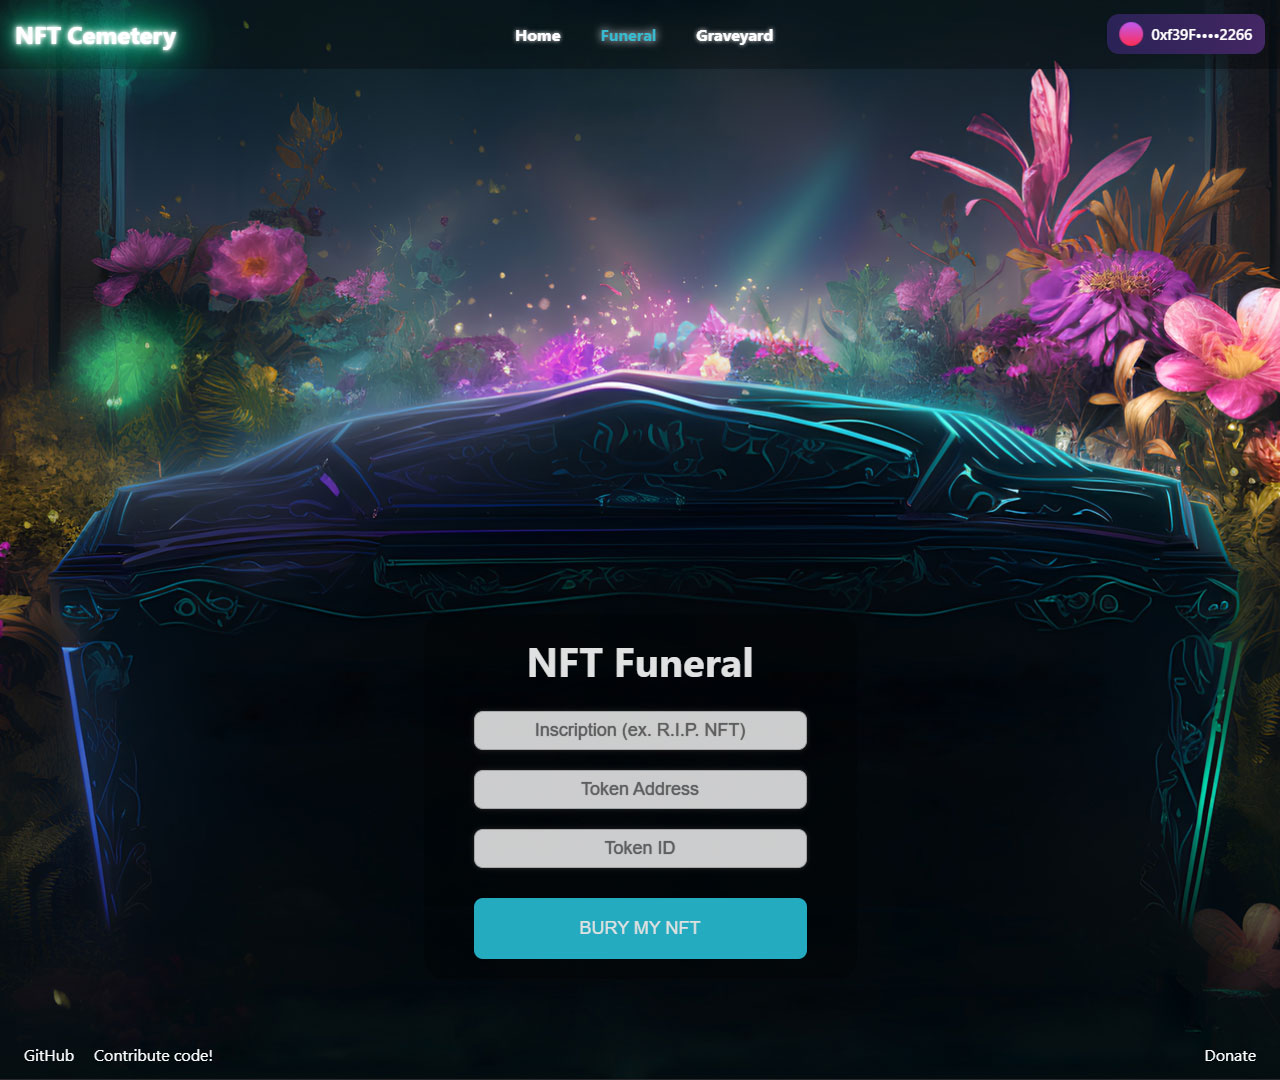 NFT Cemetery
Home
Funeral
Graveyard
0xf39F••••2266
NFT Funeral
Inscription (ex. R.I.P. NFT)
Token Address
Token ID
BURY MY NFT
GitHub
Contribute code!
Donate